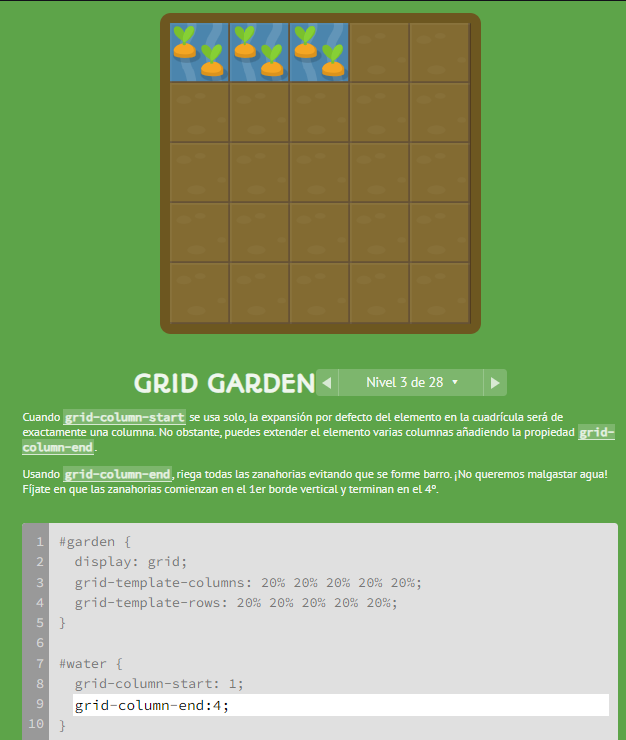 GRID GARDEN
Nivel 3 de 28
Cuando grid-column-start se usa solo, la expansión por defecto del elemento en la cuadrícula será de
exactamente una columna. No obstante, puedes extender el elemento varias columnas añadiendo la propiedad grid-
column-end.
Usando grid-column-end, riega todas las zanahorias evitando que se forme barro. ¡No queremos malgastar agua!
Fíjate en que las zanahorias comienzan en el 1er borde vertical y terminan en el 4º.
1 #garden {
2 display: grid;
3 grid-template-columns: 20% 20% 20% 20% 20%;
4 grid-template-rows: 20% 20% 20% 20% 20%;
5 }
6
7 #water {
8 grid-column-start: 1;
9 grid-column-end:4;
10 }